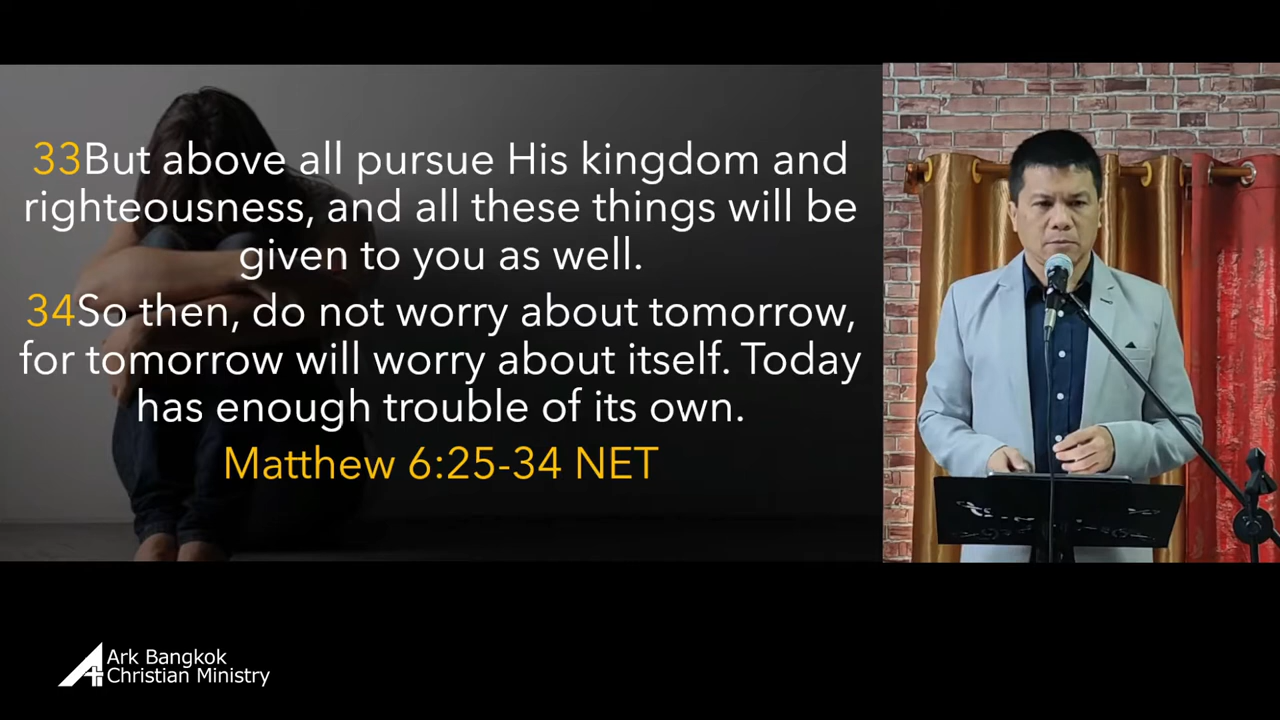 33But above all pursue His kingdom and
righteousness, and all these things will be
given to you as well.
34So then, do not worry about tomorrow,
for tomorrow will worry about itself. Today
has enough trouble of its own.
Matthew 6:25-34 NET
Ark Bangkok
Christian Ministry